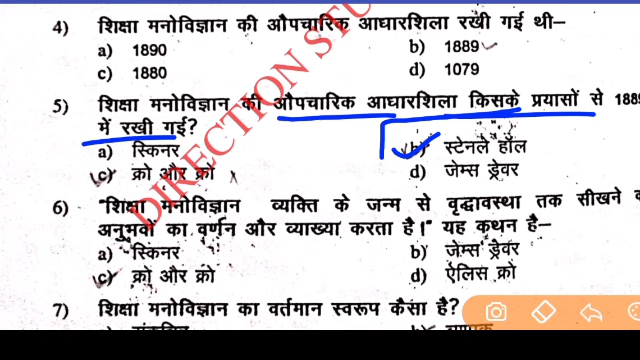 4) शिक्षा मनोविज्ञान की औपचारिक आधारशिला रखी गई थी–
a) 1890 b) 1889
c) 1880 d) 1079
5) शिक्षा मनोविज्ञान की औपचारिक आधारशिला किसके प्रयासों से 1889
में रखी गई?
a) स्किनर b) स्टेनले हॉल
c) क्रो और क्रो d) जेम्स ड्रेवर
6) "शिक्षा मनोविज्ञान व्यक्ति के जन्म से वृद्धावस्था तक सीखने
अनुभवों का वर्णन और व्याख्या करता है।" यह कथन है–
a) स्किनर b) जेम्स ड्रेवर
c) क्रो और क्रो d) ऐलिस क्रो
7) शिक्षा मनोविज्ञान का वर्तमान स्वरूप कैसा है?
DIRECTION